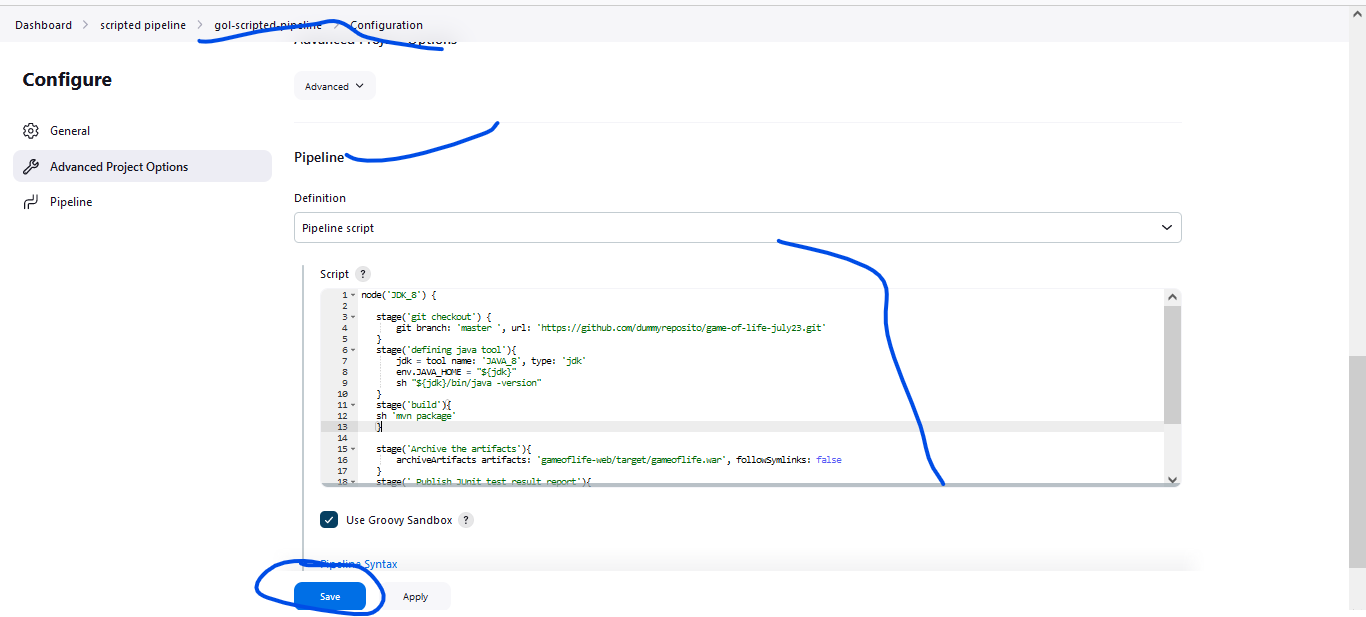 Dashboard > scripted pipeline > gol-scripted-pipeline > Configuration
Advanced Project Options
Configure
Advanced
General
Advanced Project Options
Pipeline
Pipeline
Definition
Pipeline script
Script ?
1 node('JDK_8') {
2
3 stage('git checkout') {
4 git branch: 'master ', url: 'https://github.com/dummyreposito/game-of-life-july23.git'
5 }
6 stage('defining java tool'){
7 jdk = tool name: 'JAVA_8', type: 'jdk'
8 env.JAVA_HOME = "${jdk}"
9 sh "${jdk}/bin/java -version"
10 }
11 stage('build'){
12 sh 'mvn package'
13 }
14
15 stage('Archive the artifacts'){
16 archiveArtifacts artifacts: 'gameoflife-web/target/gameoflife.war', followSymlinks: false
17 }
18 stage(' Publish JUnit test result report'){
Use Groovy Sandbox ?
Pipeline Syntax
Save
Apply